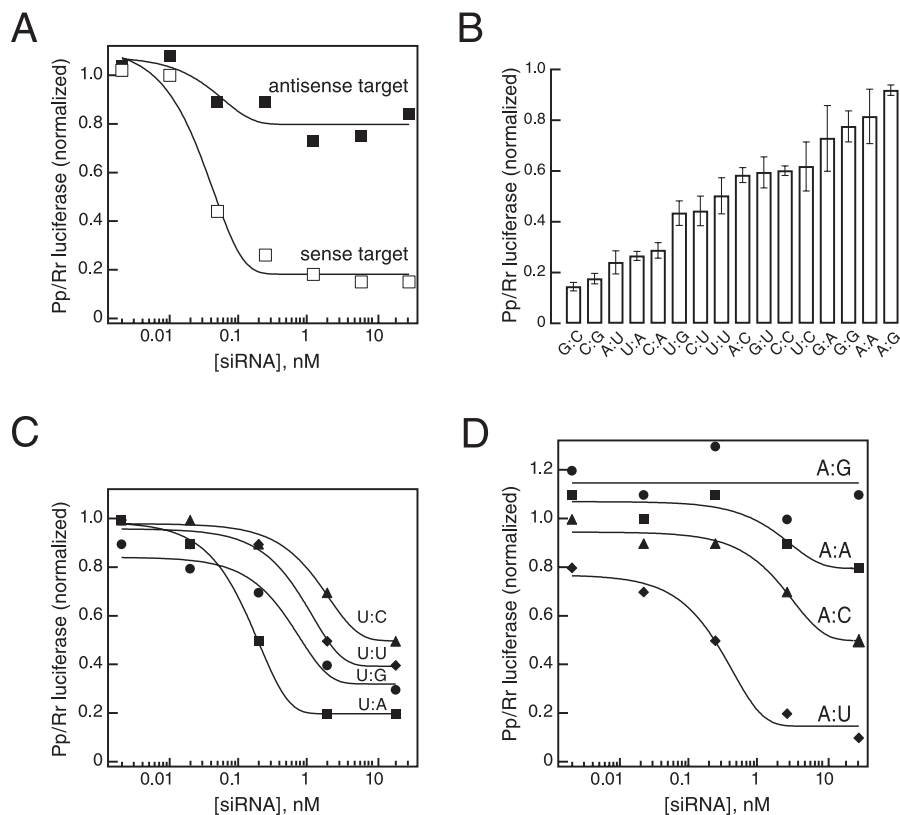 A
Pp/Rr luciferase (normalized)
1.0
0.8
0.6
0.4
0.2
0
antisense target
sense target
0.01
0.1
1
10
[siRNA], nM
B
Pp/Rr luciferase (normalized)
1.0
0.8
0.6
0.4
0.2
0
G:C
C:G
A:U
U:A
C:A
U:G
C:U
U:U
A:C
G:U
C:C
U:C
G:A
G:G
A:A
A:G
C
Pp/Rr luciferase (normalized)
1.0
0.8
0.6
0.4
0.2
0
U:C
U:U
U:G
U:A
0.01
0.1
1
10
[siRNA], nM
D
Pp/Rr luciferase (normalized)
1.2
1.0
0.8
0.6
0.4
0.2
0
A:G
A:A
A:C
A:U
0.01
0.1
1
10
[siRNA], nM